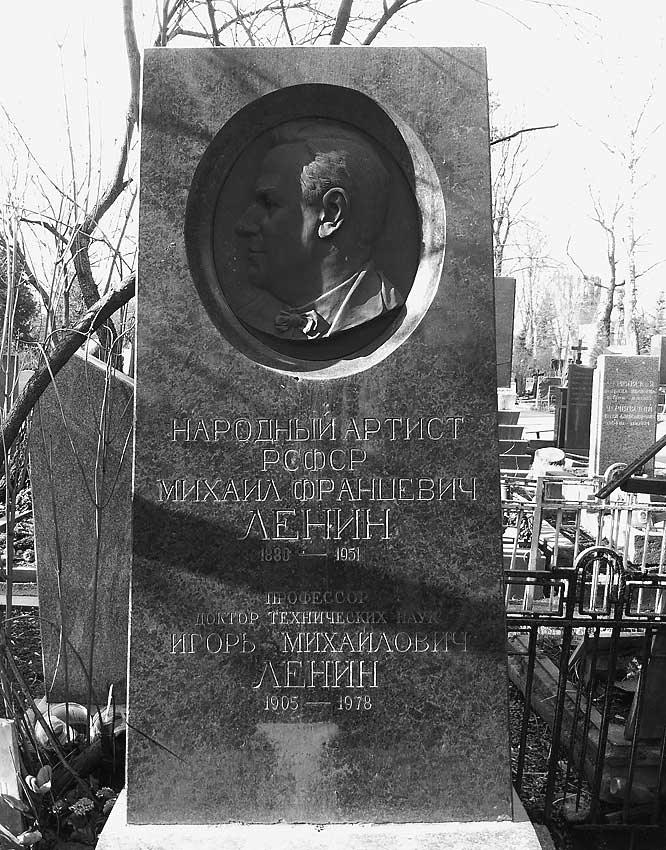 НАРОДНЫЙ АРТИСТ
РСФСР
МИХАИЛ ФРАНЦЕВИЧ
ЛЕНИН
1880 — 1951
ПРОФЕССОР
ДОКТОР ТЕХНИЧЕСКИХ НАУК
ИГОРЬ МИХАЙЛОВИЧ
ЛЕНИН
1905 — 1978